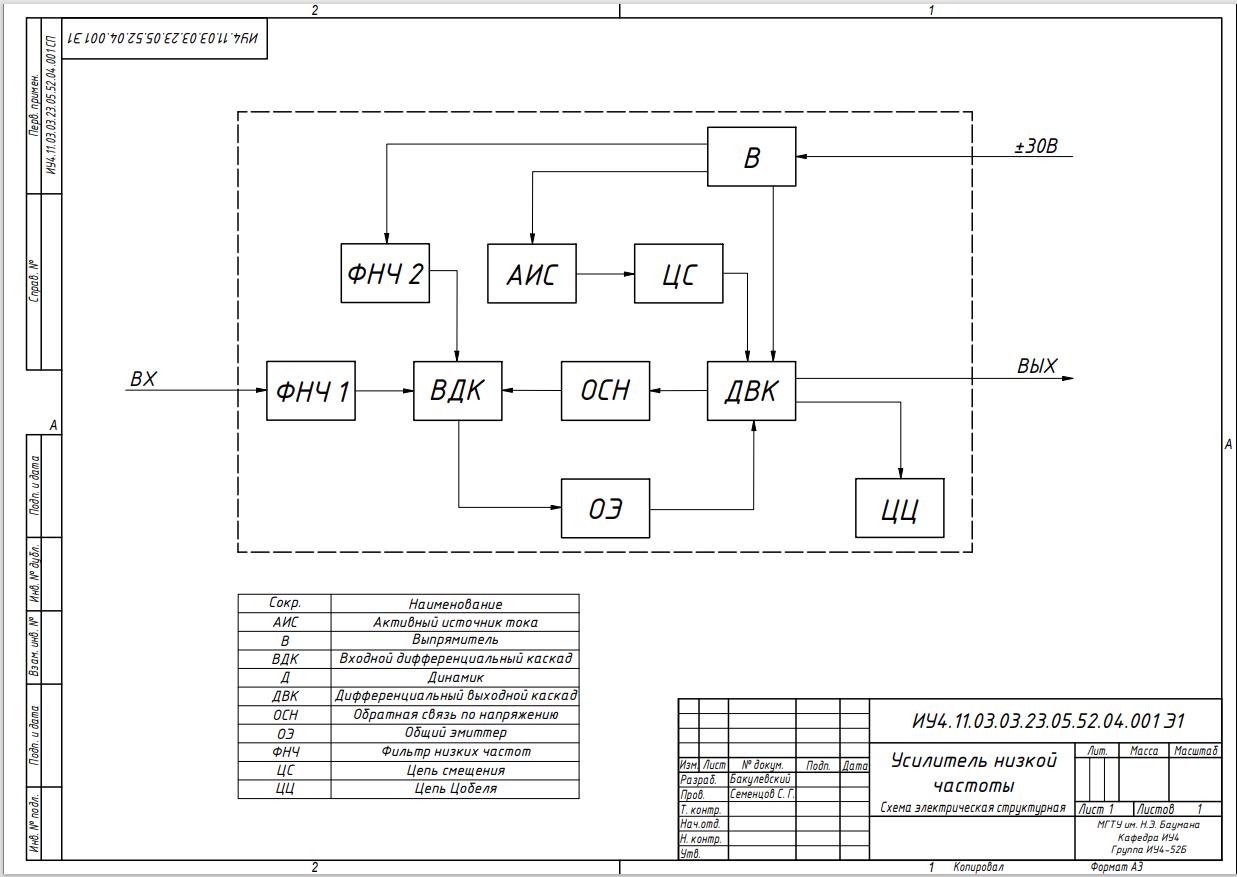 2
1
ИУ4.11.03.03.23.05.52.04.001 Э1
Перв. примен.
ИУ4.11.03.03.23.05.52.04.001 СП
Справ. №
В
±30В
ФНЧ 2
АИС
ЦС
ВХ
ФНЧ 1
ВДК
ОСН
ДВК
ВЫХ
А
А
ОЭ
ЦЦ
Подп. и дата
Инв. № дубл.
Взам. инв. №
Подп. и дата
Инв. № подл.
Сокр. Наименование
АИС Активный источник тока
В Выпрямитель
ВДК Входной дифференциальный каскад
Д Динамик
ДВК Дифференциальный выходной каскад
ОСН Обратная связь по напряжению
ОЭ Общий эмиттер
ФНЧ Фильтр низких частот
ЦС Цепь смещения
ЦЦ Цепь Цобеля
ИУ4.11.03.03.23.05.52.04.001 Э1
Изм. Лист № докум. Подп. Дата
Разраб. Бакулевский
Пров. Семенцов С. Г.
Т. контр.
Нач.отд.
Н. контр.
Утв.
Усилитель низкой
частоты
Схема электрическая структурная
Лит. Масса Масштаб
Лист 1 Листов 1
МГТУ им. Н.Э. Баумана
Кафедра ИУ4
Группа ИУ4-52Б
2
1
Копировал
Формат А3